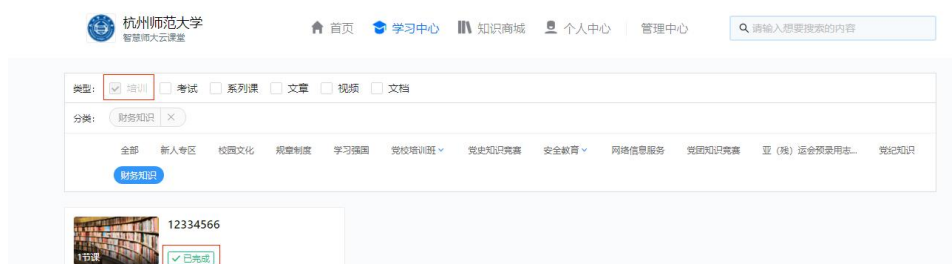 杭州师范大学
智慧师大云课堂
首页 学习中心 知识商城 个人中心 管理中心 请输入想要搜索的内容
类型： 培训 考试 系列课 文章 视频 文档
分类： 财务知识 ×
全部 新人专区 校园文化 规章制度 学习强国 党校培训班 党史知识竞赛 安全教育 网络信息服务 党团知识竞赛 亚（残）运会预录用志... 党纪知识
财务知识
12334566
1节课 已完成